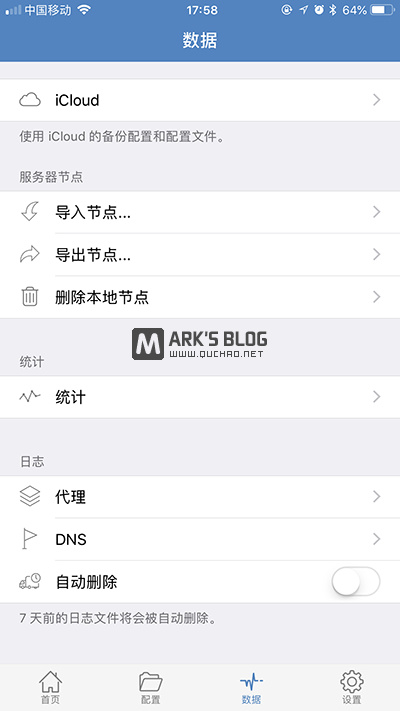 中国移动 17:58 64%
数据
iCloud
使用 iCloud 的备份配置和配置文件。
服务器节点
导入节点...
导出节点...
删除本地节点
M ARK'S BLOG
WWW.QUCHAO.NET
统计
统计
日志
代理
DNS
自动删除
7 天前的日志文件将会被自动删除。
首页 配置 数据 设置